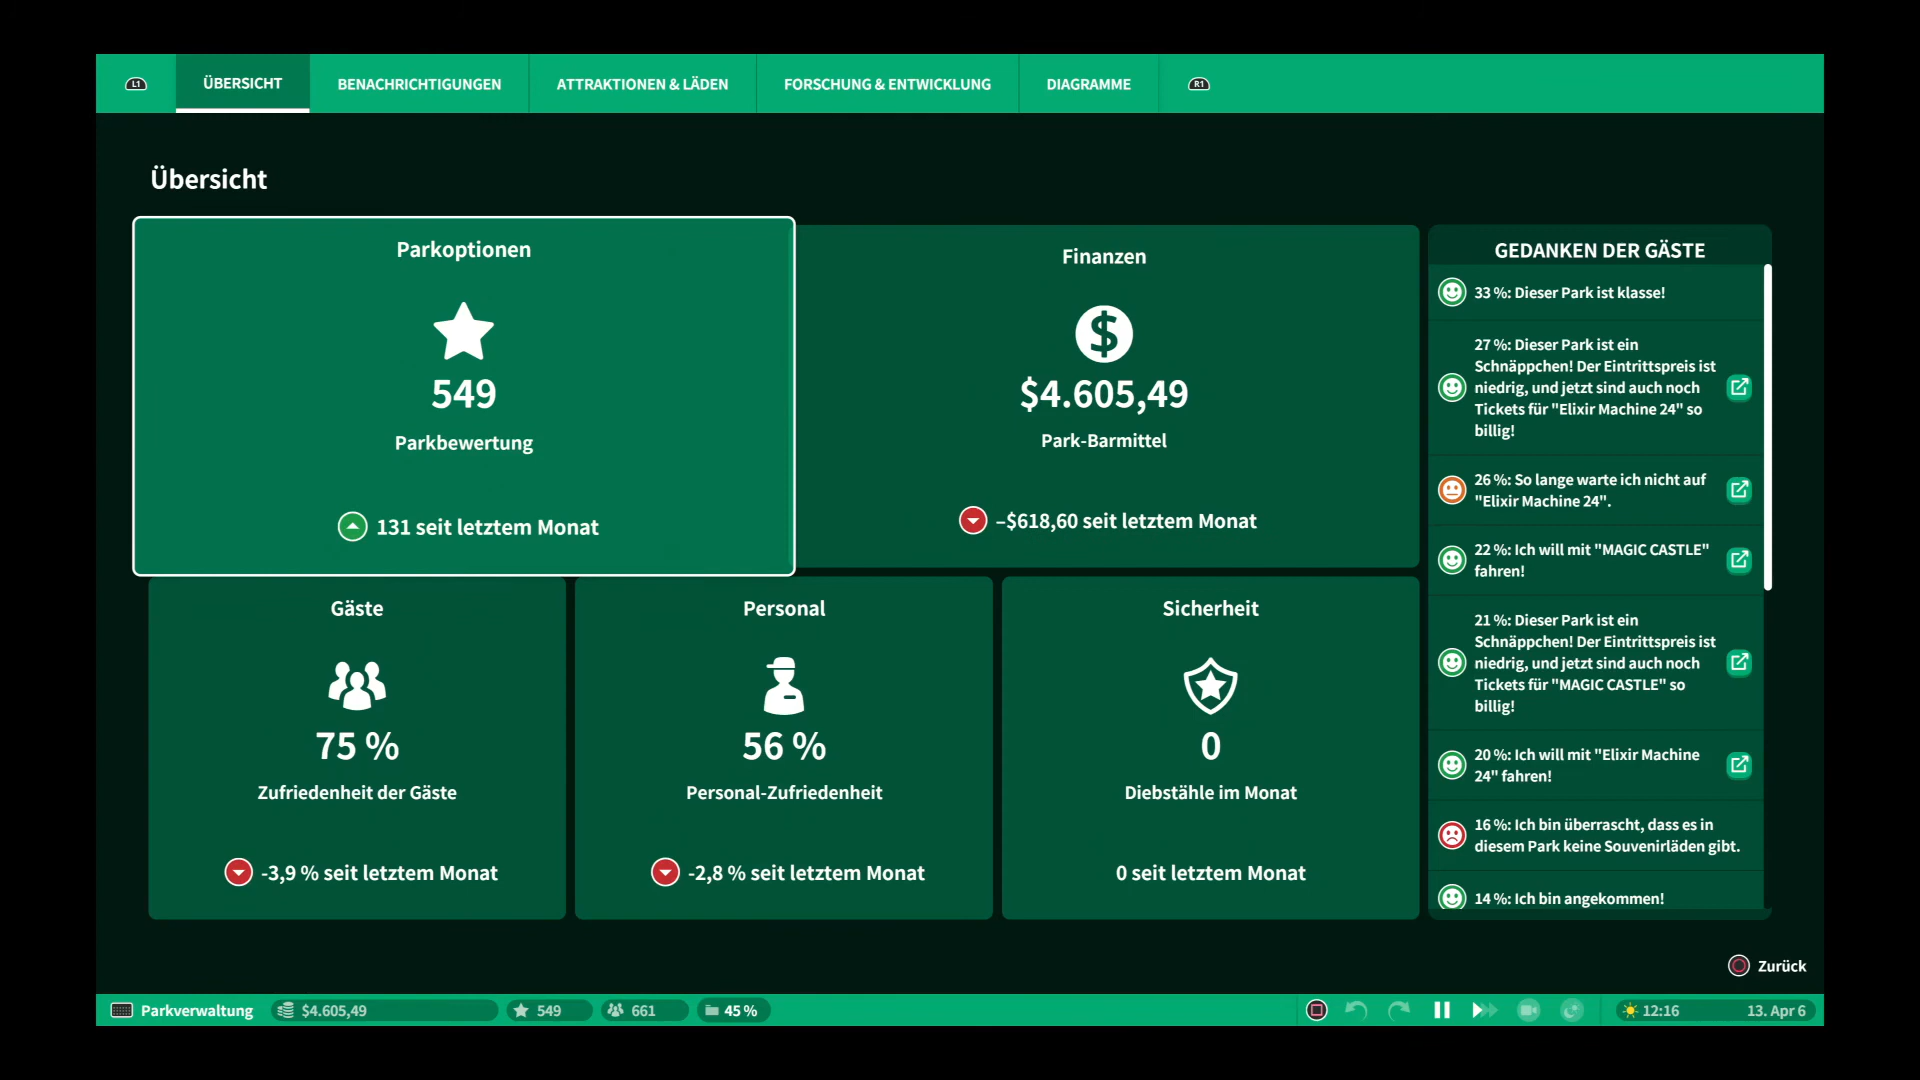 L1
ÜBERSICHT
BENACHRICHTIGUNGEN
ATTRAKTIONEN & LÄDEN
FORSCHUNG & ENTWICKLUNG
DIAGRAMME
R1
Übersicht
Parkoptionen
549
Parkbewertung
131 seit letztem Monat
Finanzen
$
$4.605,49
Park-Barmittel
–$618,60 seit letztem Monat
Gäste
75 %
Zufriedenheit der Gäste
-3,9 % seit letztem Monat
Personal
56 %
Personal-Zufriedenheit
-2,8 % seit letztem Monat
Sicherheit
0
Diebstähle im Monat
0 seit letztem Monat
GEDANKEN DER GÄSTE
33 %: Dieser Park ist klasse!
27 %: Dieser Park ist ein
Schnäppchen! Der Eintrittspreis ist
niedrig, und jetzt sind auch noch
Tickets für "Elixir Machine 24" so
billig!
26 %: So lange warte ich nicht auf
"Elixir Machine 24".
22 %: Ich will mit "MAGIC CASTLE"
fahren!
21 %: Dieser Park ist ein
Schnäppchen! Der Eintrittspreis ist
niedrig, und jetzt sind auch noch
Tickets für "MAGIC CASTLE" so
billig!
20 %: Ich will mit "Elixir Machine
24" fahren!
16 %: Ich bin überrascht, dass es in
diesem Park keine Souvenirläden gibt.
14 %: Ich bin angekommen!
Zurück
Parkverwaltung
$4.605,49
549
661
45 %
12:16
13. Apr 6